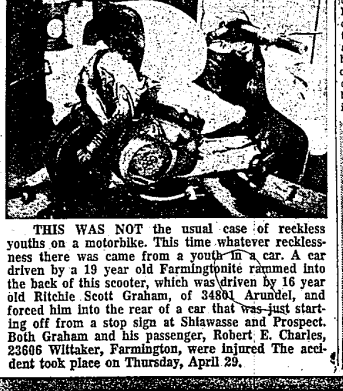 THIS WAS NOT the usual case of reckless
youths on a motorbike. This time whatever reckless-
ness there was came from a youth in a car. A car
driven by a 19 year old Farmingtonite rammed into
the back of this scooter, which was driven by 16 year
old Ritchie Scott Graham, of 34801 Arundel, and
forced him into the rear of a car that was just start-
ing off from a stop sign at Shiawasse and Prospect.
Both Graham and his passenger, Robert E. Charles,
23606 Wittaker, Farmington, were injured The acci-
dent took place on Thursday, April 29.